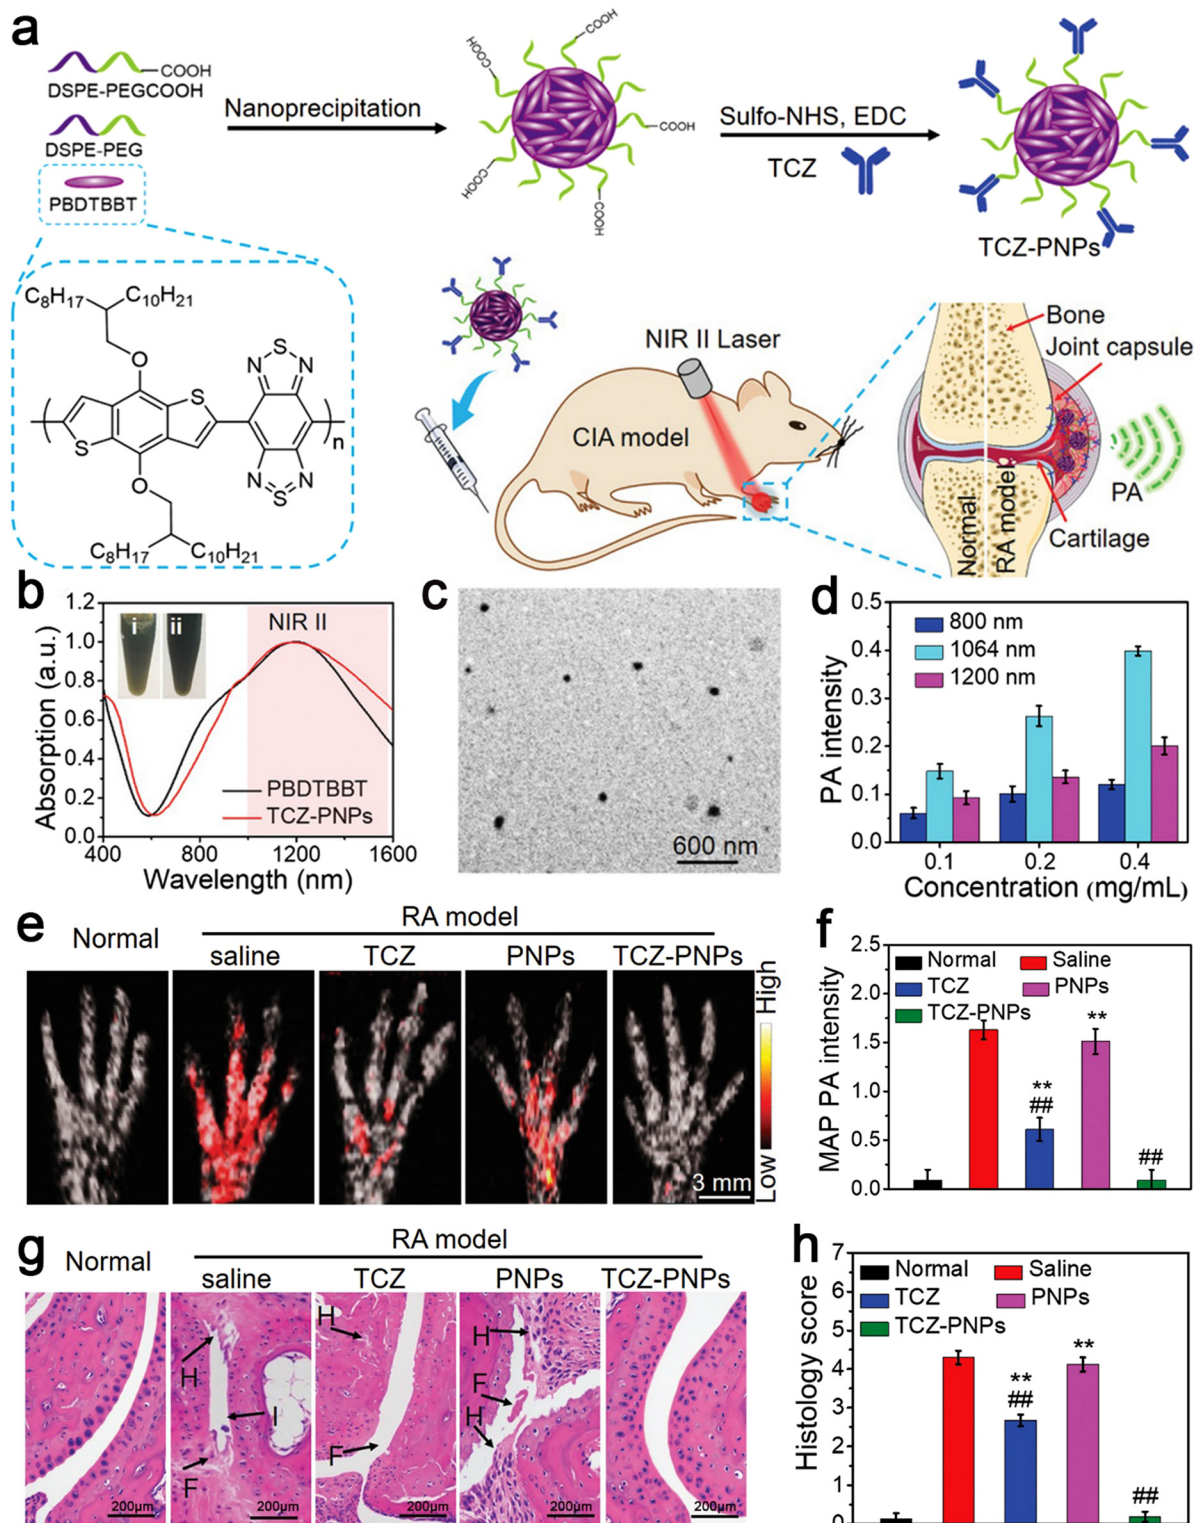 a
COOH
DSPE-PEGCOOH
DSPE-PEG
PBDTBBT
Nanoprecipitation
COOH
COOH
COOH
COOH
COOH
Sulfo-NHS, EDC
TCZ
TCZ-PNPs
C8H17
C10H21
O
S
S
N
S
N
N
S
N
n
O
C8H17
C10H21
NIR II Laser
CIA model
Bone
Joint capsule
PA
Cartilage
Normal
RA model
b
Absorption (a.u.)
1.2
1.0
0.8
0.6
0.4
0.2
0.0
i
ii
NIR II
PBDTBBT
TCZ-PNPs
400
800
1200
1600
Wavelength (nm)
c
600 nm
d
PA intensity
0.5
0.4
0.3
0.2
0.1
0.0
800 nm
1064 nm
1200 nm
0.1
0.2
0.4
Concentration (mg/mL)
e
RA model
Normal
saline
TCZ
PNPs
TCZ-PNPs
3 mm
High
Low
f
MAP PA intensity
2.5
2.0
1.5
1.0
0.5
0.0
Normal
Saline
TCZ
PNPs
TCZ-PNPs
**
##
**
##
g
RA model
Normal
saline
TCZ
PNPs
TCZ-PNPs
H
I
F
H
F
H
F
H
200μm
200μm
200μm
200μm
200μm
h
Histology score
7
6
5
4
3
2
1
0
Normal
Saline
TCZ
PNPs
TCZ-PNPs
**
##
**
##